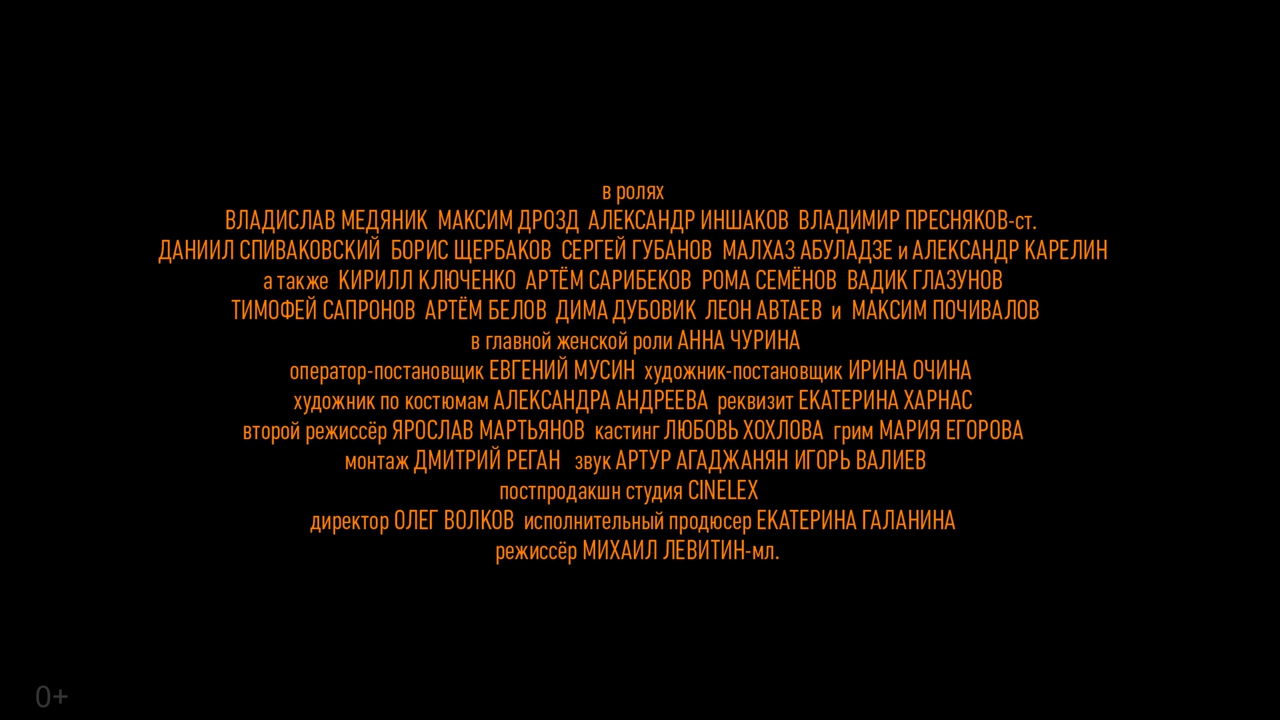 в ролях
ВЛАДИСЛАВ МЕДЯНИК МАКСИМ ДРОЗД АЛЕКСАНДР ИНШАКОВ ВЛАДИМИР ПРЕСНЯКОВ-ст.
ДАНИИЛ СПИВАКОВСКИЙ БОРИС ЩЕРБАКОВ СЕРГЕЙ ГУБАНОВ МАЛХАЗ АБУЛАДЗЕ и АЛЕКСАНДР КАРЕЛИН
а также КИРИЛЛ КЛЮЧЕНКО АРТЁМ САРИБЕКОВ РОМА СЕМЁНОВ ВАДИК ГЛАЗУНОВ
ТИМОФЕЙ САПРОНОВ АРТЁМ БЕЛОВ ДИМА ДУБОВИК ЛЕОН АВТАЕВ и МАКСИМ ПОЧИВАЛОВ
в главной женской роли АННА ЧУРИНА
оператор-постановщик ЕВГЕНИЙ МУСИН художник-постановщик ИРИНА ОЧИНА
художник по костюмам АЛЕКСАНДРА АНДРЕЕВА реквизит ЕКАТЕРИНА ХАРНАС
второй режиссёр ЯРОСЛАВ МАРТЬЯНОВ кастинг ЛЮБОВЬ ХОХЛОВА грим МАРИЯ ЕГОРОВА
монтаж ДМИТРИЙ РЕГАН звук АРТУР АГАДЖАНЯН ИГОРЬ ВАЛИЕВ
постпродакшн студия CINELEX
директор ОЛЕГ ВОЛКОВ исполнительный продюсер ЕКАТЕРИНА ГАЛАНИНА
режиссёр МИХАИЛ ЛЕВИТИН-мл.
0+